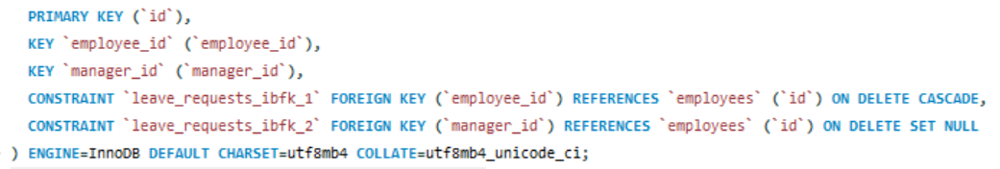 PRIMARY KEY (`id`),
KEY `employee_id` (`employee_id`),
KEY `manager_id` (`manager_id`),
CONSTRAINT `leave_requests_ibfk_1` FOREIGN KEY (`employee_id`) REFERENCES `employees` (`id`) ON DELETE CASCADE,
CONSTRAINT `leave_requests_ibfk_2` FOREIGN KEY (`manager_id`) REFERENCES `employees` (`id`) ON DELETE SET NULL
) ENGINE=InnoDB DEFAULT CHARSET=utf8mb4 COLLATE=utf8mb4_unicode_ci;